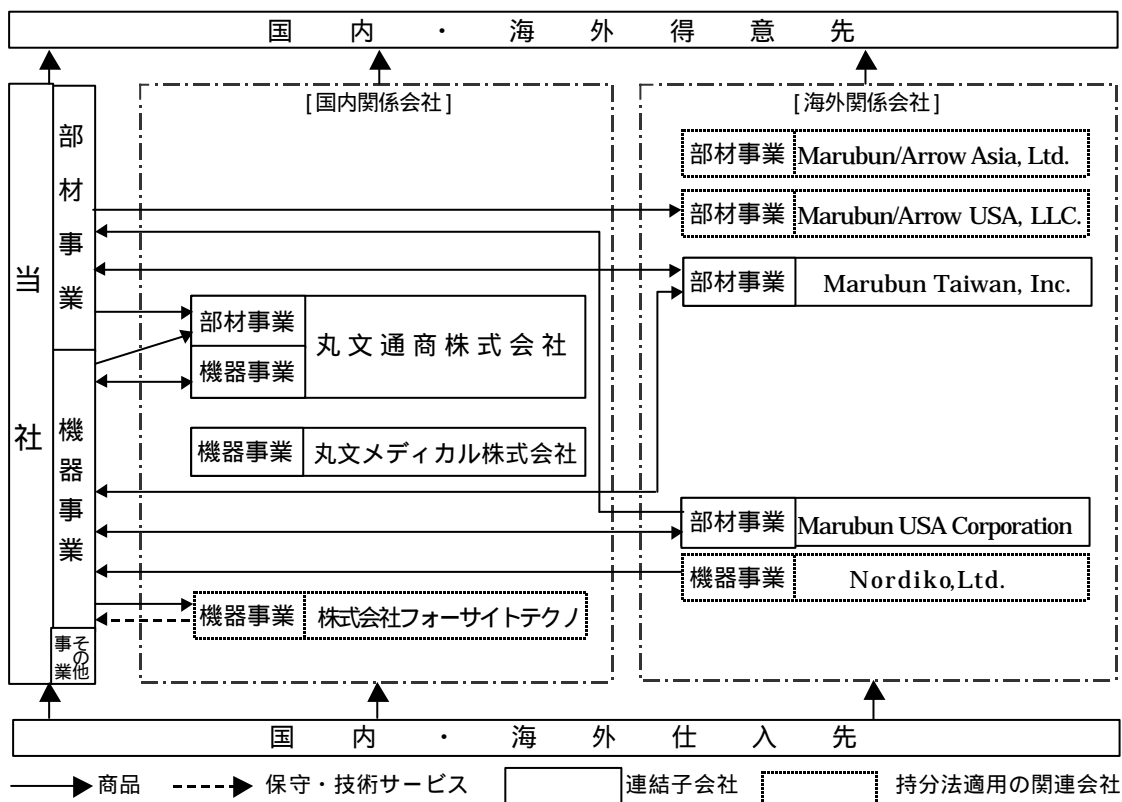 国内・海外得意先
当社
部材事業
機器事業
その他事業
[国内関係会社]
部材事業
機器事業
丸文通商株式会社
機器事業 丸文メディカル株式会社
機器事業 株式会社フォーサイトテクノ
[海外関係会社]
部材事業 Marubun/Arrow Asia, Ltd.
部材事業 Marubun/Arrow USA, LLC.
部材事業 Marubun Taiwan, Inc.
部材事業 Marubun USA Corporation
機器事業 Nordiko,Ltd.
国内・海外仕入先
商品 保守・技術サービス 連結子会社 持分法適用の関連会社